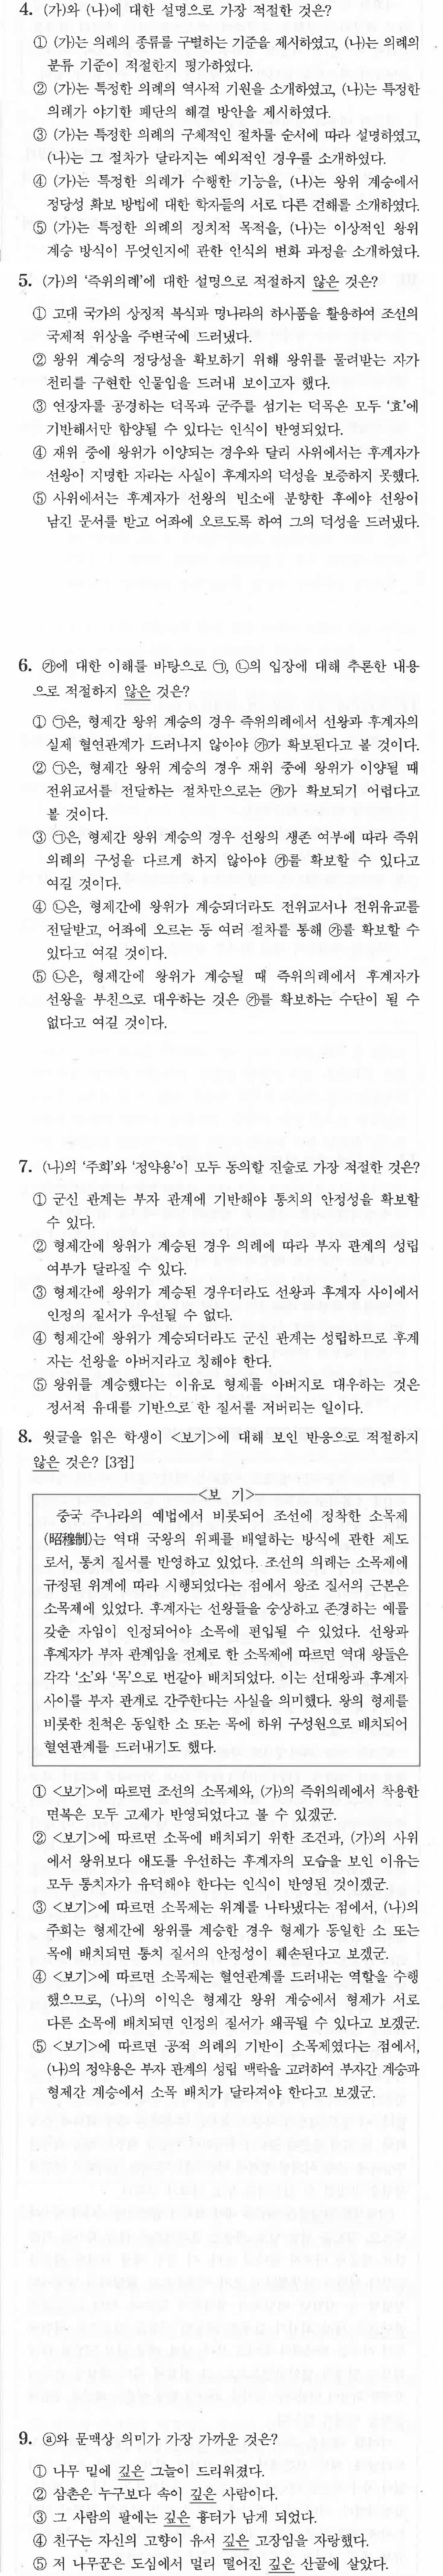 4. (가)와 (나)에 대한 설명으로 가장 적절한 것은?
① (가)는 의례의 종류를 구별하는 기준을 제시하였고, (나)는 의례의
분류 기준이 적절한지 평가하였다.
② (가)는 특정한 의례의 역사적 기원을 소개하였고, (나)는 특정한
의례가 야기한 폐단의 해결 방안을 제시하였다.
③ (가)는 특정한 의례의 구체적인 절차를 순서에 따라 설명하였고,
(나)는 그 절차가 달라지는 예외적인 경우를 소개하였다.
④ (가)는 특정한 의례가 수행한 기능을, (나)는 왕위 계승에서
정당성 확보 방법에 대한 학자들의 서로 다른 견해를 소개하였다.
⑤ (가)는 특정한 의례의 정치적 목적을, (나)는 이상적인 왕위
계승 방식이 무엇인지에 관한 인식의 변화 과정을 소개하였다.
5. (가)의 ‘즉위의례’에 대한 설명으로 적절하지 않은 것은?
① 고대 국가의 상징적 복식과 명나라의 하사품을 활용하여 조선의
국제적 위상을 주변국에 드러냈다.
② 왕위 계승의 정당성을 확보하기 위해 왕위를 물려받는 자가
천리를 구현한 인물임을 드러내 보이고자 했다.
③ 연장자를 공경하는 덕목과 군주를 섬기는 덕목은 모두 ‘효’에
기반해서만 함양될 수 있다는 인식이 반영되었다.
④ 재위 중에 왕위가 이양되는 경우와 달리 사위에서는 후계자가
선왕이 지명한 자라는 사실이 후계자의 덕성을 보증하지 못했다.
⑤ 사위에서는 후계자가 선왕의 빈소에 분향한 후에야 선왕이
남긴 문서를 받고 어좌에 오르도록 하여 그의 덕성을 드러냈다.
6. ㉮에 대한 이해를 바탕으로 ㉠, ㉡의 입장에 대해 추론한 내용
으로 적절하지 않은 것은?
① ㉠은, 형제간 왕위 계승의 경우 즉위의례에서 선왕과 후계자의
실제 혈연관계가 드러나지 않아야 ㉮가 확보된다고 볼 것이다.
② ㉠은, 형제간 왕위 계승의 경우 재위 중에 왕위가 이양될 때
전위교서를 전달하는 절차만으로는 ㉮가 확보되기 어렵다고
볼 것이다.
③ ㉠은, 형제간 왕위 계승의 경우 선왕의 생존 여부에 따라 즉위
의례의 구성을 다르게 하지 않아야 ㉮를 확보할 수 있다고
여길 것이다.
④ ㉡은, 형제간에 왕위가 계승되더라도 전위교서나 전위유교를
전달받고, 어좌에 오르는 등 여러 절차를 통해 ㉮를 확보할 수
있다고 여길 것이다.
⑤ ㉡은, 형제간에 왕위가 계승될 때 즉위의례에서 후계자가
선왕을 부친으로 대우하는 것은 ㉮를 확보하는 수단이 될 수
없다고 여길 것이다.
7. (나)의 ‘주희’와 ‘정약용’이 모두 동의할 진술로 가장 적절한 것은?
① 군신 관계는 부자 관계에 기반해야 통치의 안정성을 확보할
수 있다.
② 형제간에 왕위가 계승된 경우 의례에 따라 부자 관계의 성립
여부가 달라질 수 있다.
③ 형제간에 왕위가 계승된 경우더라도 선왕과 후계자 사이에서
인정의 질서가 우선될 수 없다.
④ 형제간에 왕위가 계승되더라도 군신 관계는 성립하므로 후계
자는 선왕을 아버지라고 칭해야 한다.
⑤ 왕위를 계승했다는 이유로 형제를 아버지로 대우하는 것은
정서적 유대를 기반으로 한 질서를 저버리는 일이다.
8. 윗글을 읽은 학생이 <보기>에 대해 보인 반응으로 적절하지
않은 것은? [3점]
<보 기>
중국 주나라의 예법에서 비롯되어 조선에 정착한 소목제
(昭穆制)는 역대 국왕의 위패를 배열하는 방식에 관한 제도
로서, 통치 질서를 반영하고 있었다. 조선의 의례는 소목제에
규정된 위계에 따라 시행되었다는 점에서 왕조 질서의 근본은
소목제에 있었다. 후계자는 선왕들을 숭상하고 존경하는 예를
갖춘 자임이 인정되어야 소목에 편입될 수 있었다. 선왕과
후계자가 부자 관계임을 전제로 한 소목제에 따르면 역대 왕들은
각각 ‘소’와 ‘목’으로 번갈아 배치되었다. 이는 선대왕과 후계자
사이를 부자 관계로 간주한다는 사실을 의미했다. 왕의 형제를
비롯한 친척은 동일한 소 또는 목에 하위 구성원으로 배치되어
혈연관계를 드러내기도 했다.
① <보기>에 따르면 조선의 소목제와, (가)의 즉위의례에서 착용한
면복은 모두 고제가 반영되었다고 볼 수 있겠군.
② <보기>에 따르면 소목에 배치되기 위한 조건과, (가)의 사위
에서 왕위보다 애도를 우선하는 후계자의 모습을 보인 이유는
모두 통치자가 유덕해야 한다는 인식이 반영된 것이겠군.
③ <보기>에 따르면 소목제는 위계를 나타냈다는 점에서, (나)의
주희는 형제간에 왕위를 계승한 경우 형제가 동일한 소 또는
목에 배치되면 통치 질서의 안정성이 훼손된다고 보겠군.
④ <보기>에 따르면 소목제는 혈연관계를 드러내는 역할을 수행
했으므로, (나)의 이익은 형제간 왕위 계승에서 형제가 서로
다른 소목에 배치되면 인정의 질서가 왜곡될 수 있다고 보겠군.
⑤ <보기>에 따르면 공적 의례의 기반이 소목제였다는 점에서,
(나)의 정약용은 부자 관계의 성립 맥락을 고려하여 부자간 계승과
형제간 계승에서 소목 배치가 달라져야 한다고 보겠군.
9. ⓐ와 문맥상 의미가 가장 가까운 것은?
① 나무 밑에 깊은 그늘이 드리워졌다.
② 삼촌은 누구보다 속이 깊은 사람이다.
③ 그 사람의 팔에는 깊은 흉터가 남게 되었다.
④ 친구는 자신의 고향이 유서 깊은 고장임을 자랑했다.
⑤ 저 나무꾼은 도심에서 멀리 떨어진 깊은 산골에 살았다.